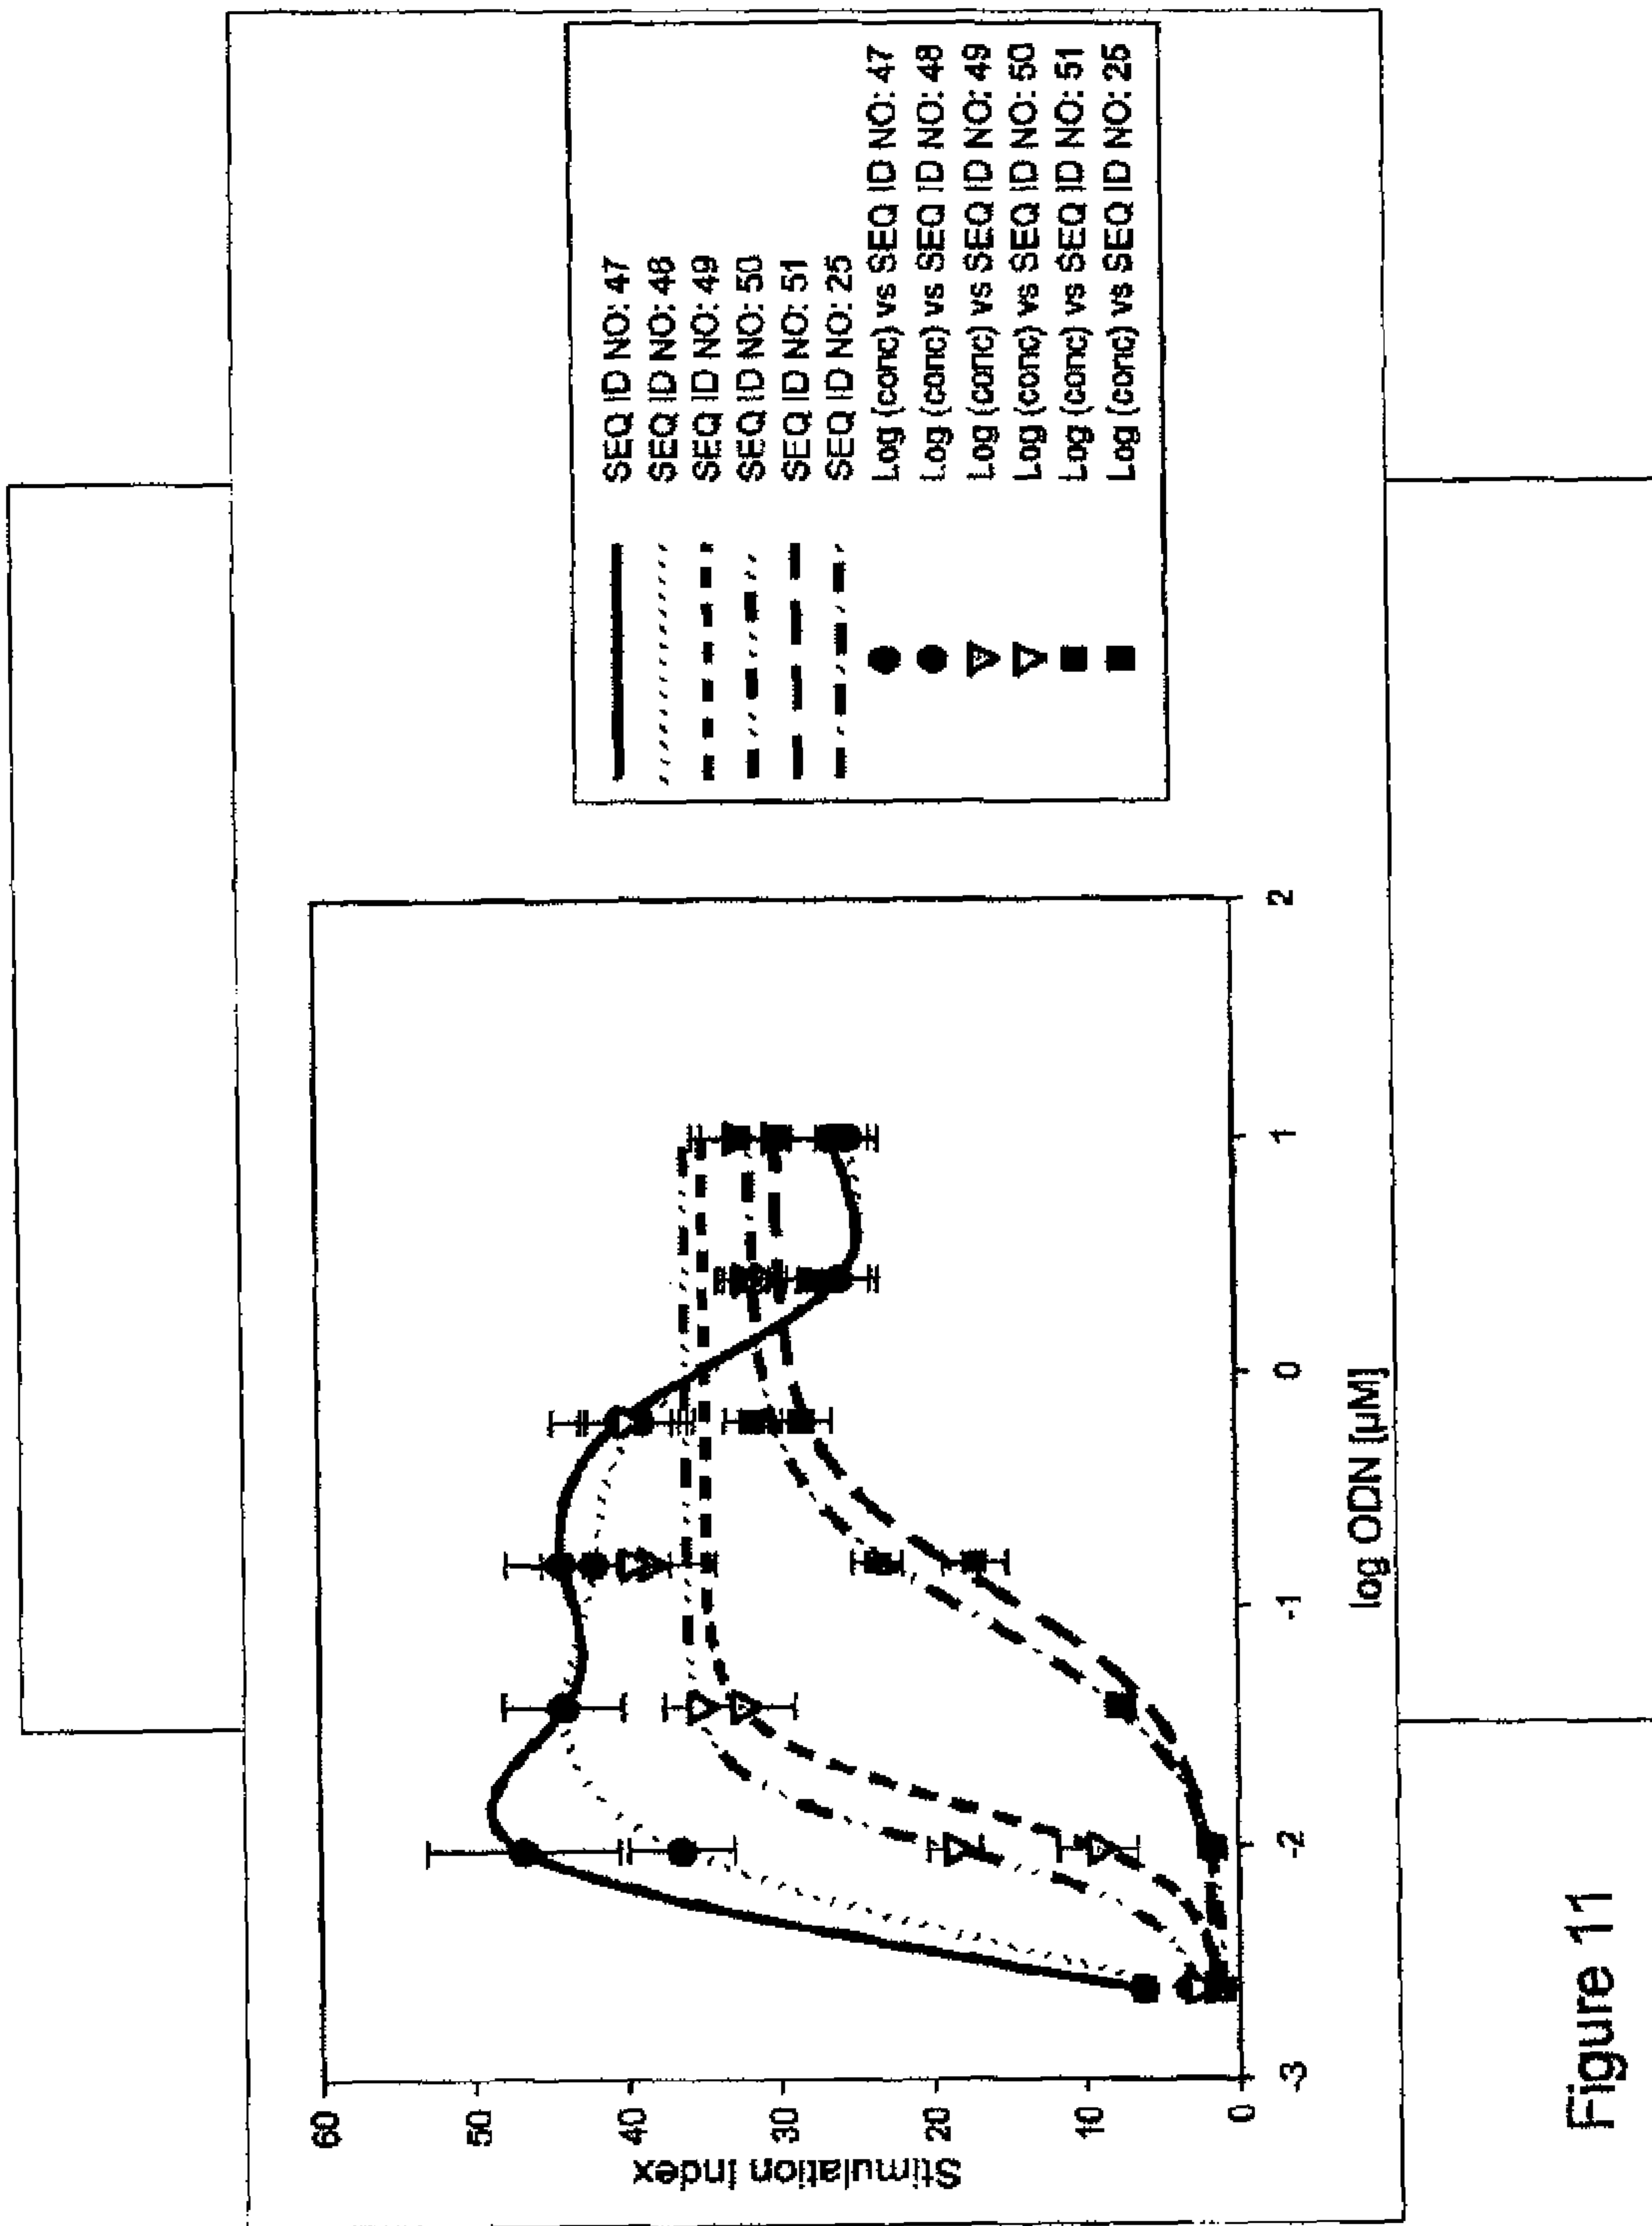 Stimulation Index
60
50
40
30
20
10
0
-3
-2
-1
0
1
2
log ODN [µM]
SEQ ID NO: 47
SEQ ID NO: 48
SEQ ID NO: 49
SEQ ID NO: 50
SEQ ID NO: 51
SEQ ID NO: 25
Log (conc) vs SEQ ID NO: 47
Log (conc) vs SEQ ID NO: 48
Log (conc) vs SEQ ID NO: 49
Log (conc) vs SEQ ID NO: 50
Log (conc) vs SEQ ID NO: 51
Log (conc) vs SEQ ID NO: 25
Figure 11